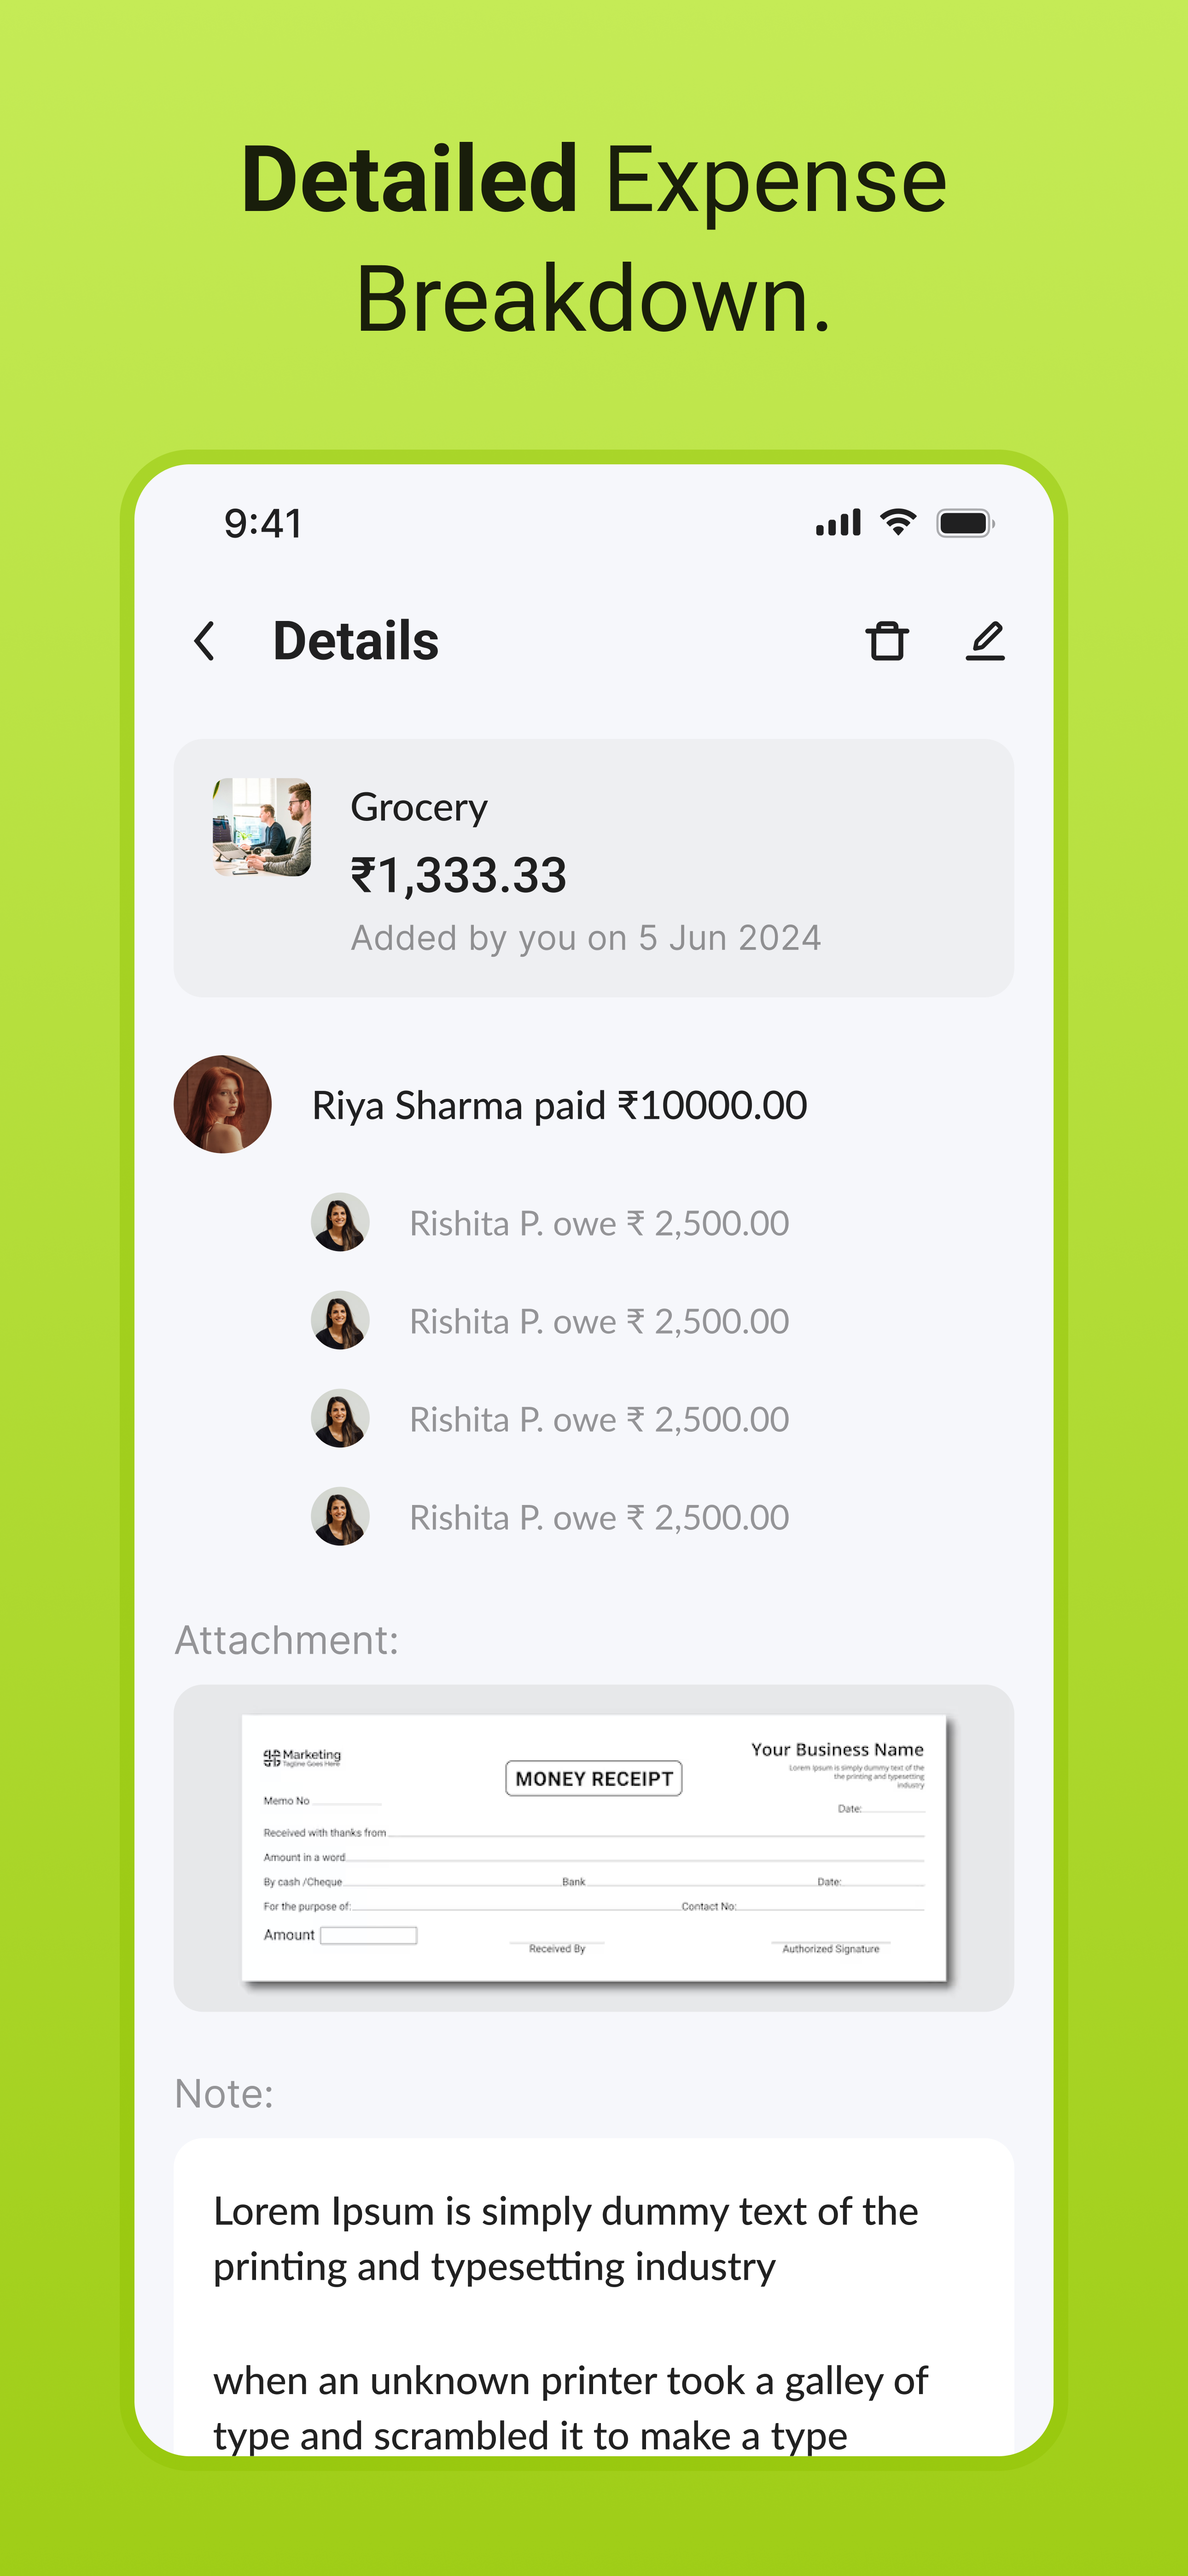 Detailed Expense
Breakdown.
9:41
Details
Grocery
₹1,333.33
Added by you on 5 Jun 2024
Riya Sharma paid ₹10000.00
Rishita P. owe ₹ 2,500.00
Rishita P. owe ₹ 2,500.00
Rishita P. owe ₹ 2,500.00
Rishita P. owe ₹ 2,500.00
Attachment:
Marketing
Tagline Goes Here
MONEY RECEIPT
Your Business Name
Lorem Ipsum is simply dummy text of the
the printing and typesetting
industry
Memo No
Date:
Received with thanks from
Amount in a word
By cash /Cheque Bank Date:
For the purpose of: Contact No:
Amount
Received By
Authorized Signature
Note:
Lorem Ipsum is simply dummy text of the
printing and typesetting industry
when an unknown printer took a galley of
type and scrambled it to make a type